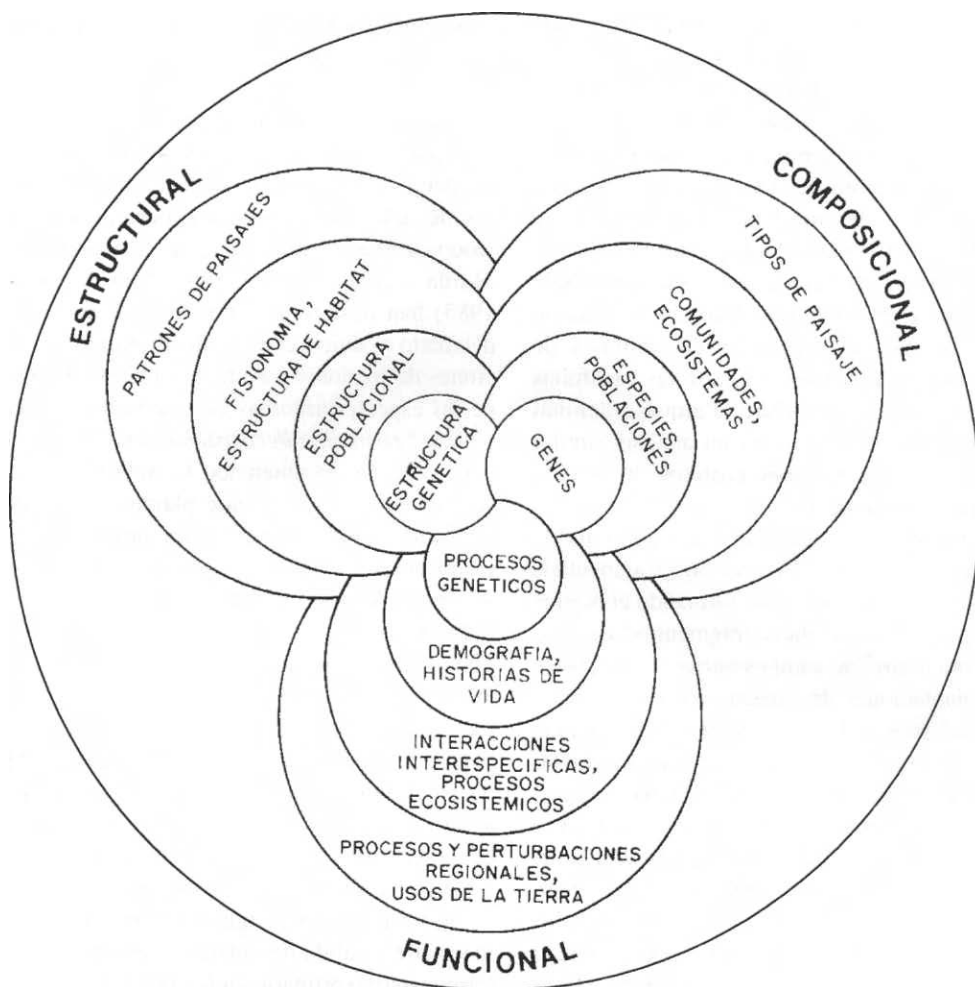 ESTRUCTURAL
PATRONES DE PAISAJES
FISIONOMIA,
ESTRUCTURA DE HABITAT
ESTRUCTURA
POBLACIONAL
ESTRUCTURA
GENETICA
COMPOSICIONAL
TIPOS DE PAISAJE
COMUNIDADES,
ECOSISTEMAS
ESPECIES,
POBLACIONES
GENES
PROCESOS
GENETICOS
DEMOGRAFIA,
HISTORIAS DE
VIDA
INTERACCIONES
INTERESPECIFICAS,
PROCESOS
ECOSISTEMICOS
PROCESOS Y PERTURBACIONES
REGIONALES,
USOS DE LA TIERRA
FUNCIONAL